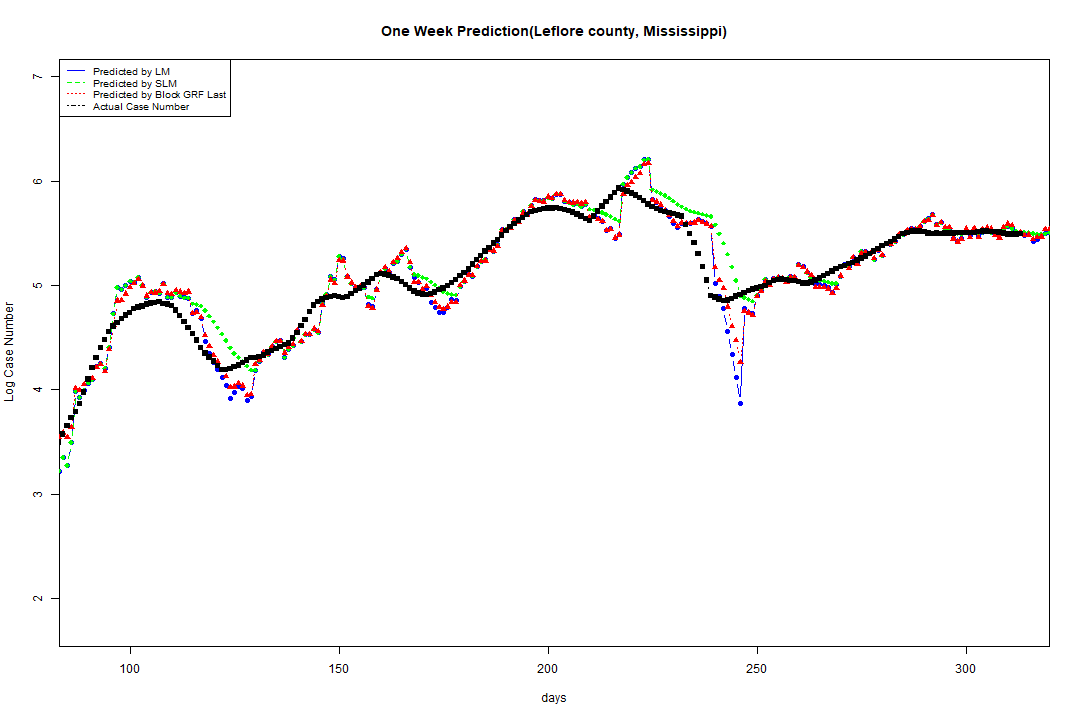 One Week Prediction(Leflore county, Mississippi)
Predicted by LM
Predicted by SLM
Predicted by Block GRF Last
Actual Case Number
7
6
5
4
3
2
Log Case Number
100 150 200 250 300
days